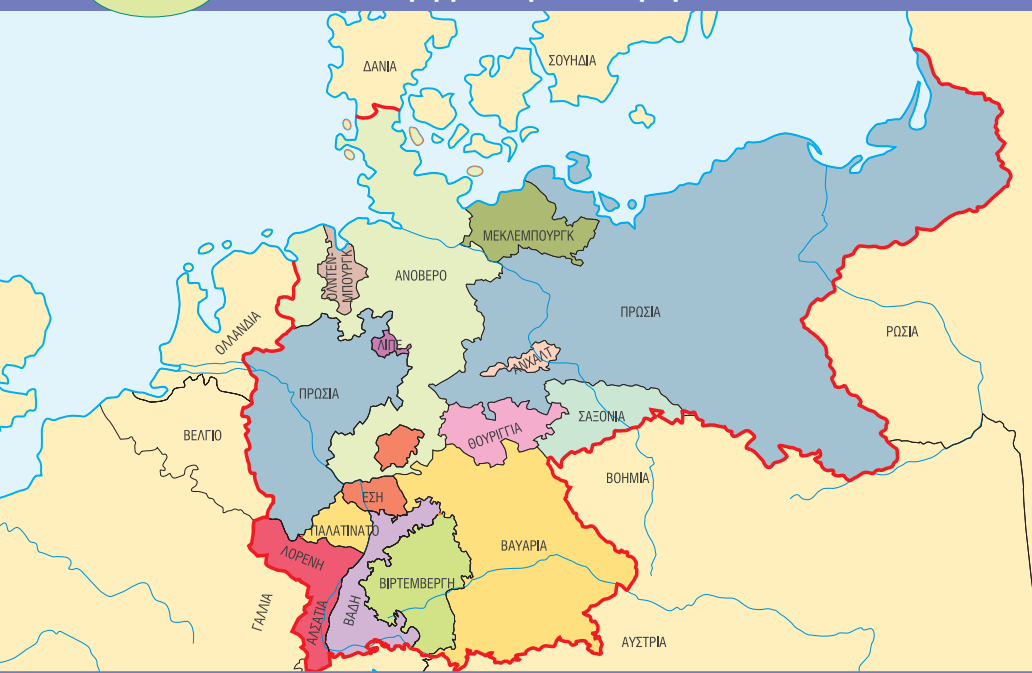 ΔΑΝΙΑ
ΣΟΥΗΔΙΑ
ΜΕΚΛΕΜΠΟΥΡΓΚ
ΟΛΝΤΕΝ-
ΜΠΟΥΡΓΚ
ΑΝΟΒΕΡΟ
ΠΡΩΣΙΑ
ΡΩΣΙΑ
ΟΛΛΑΝΔΙΑ
ΛΙΠΕ
ΑΝΧΑΛΤ
ΠΡΩΣΙΑ
ΣΑΞΟΝΙΑ
ΒΕΛΓΙΟ
ΘΟΥΡΙΓΓΙΑ
ΒΟΗΜΙΑ
ΕΣΗ
ΠΑΛΑΤΙΝΑΤΟ
ΒΑΥΑΡΙΑ
ΛΟΡΕΝΗ
ΒΙΡΤΕΜΒΕΡΓΗ
ΓΑΛΛΙΑ
ΑΛΣΑΤΙΑ
ΒΑΔΗ
ΑΥΣΤΡΙΑ